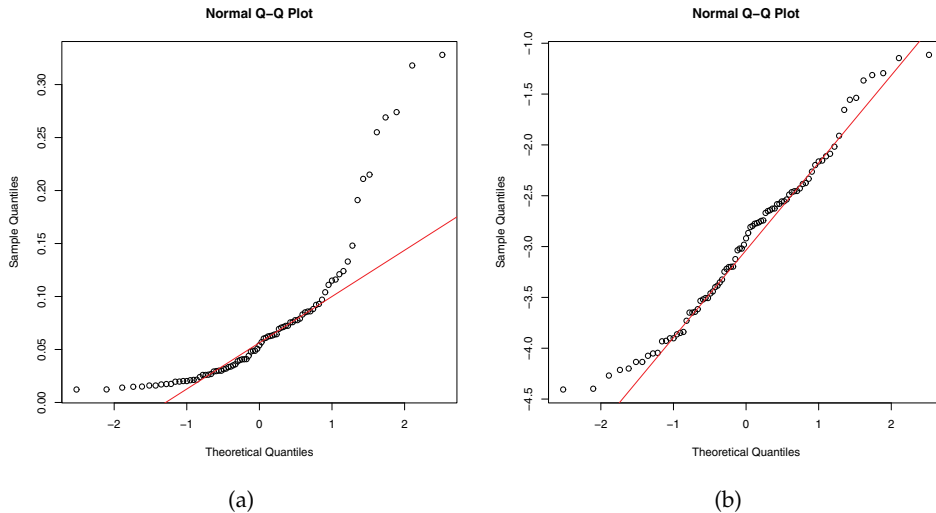 Normal Q−Q Plot
Sample Quantiles
0.30
0.25
0.20
0.15
0.10
0.05
0.00
−2 −1 0 1 2
Theoretical Quantiles
(a)
Normal Q−Q Plot
Sample Quantiles
−1.0
−1.5
−2.0
−2.5
−3.0
−3.5
−4.0
−4.5
−2 −1 0 1 2
Theoretical Quantiles
(b)